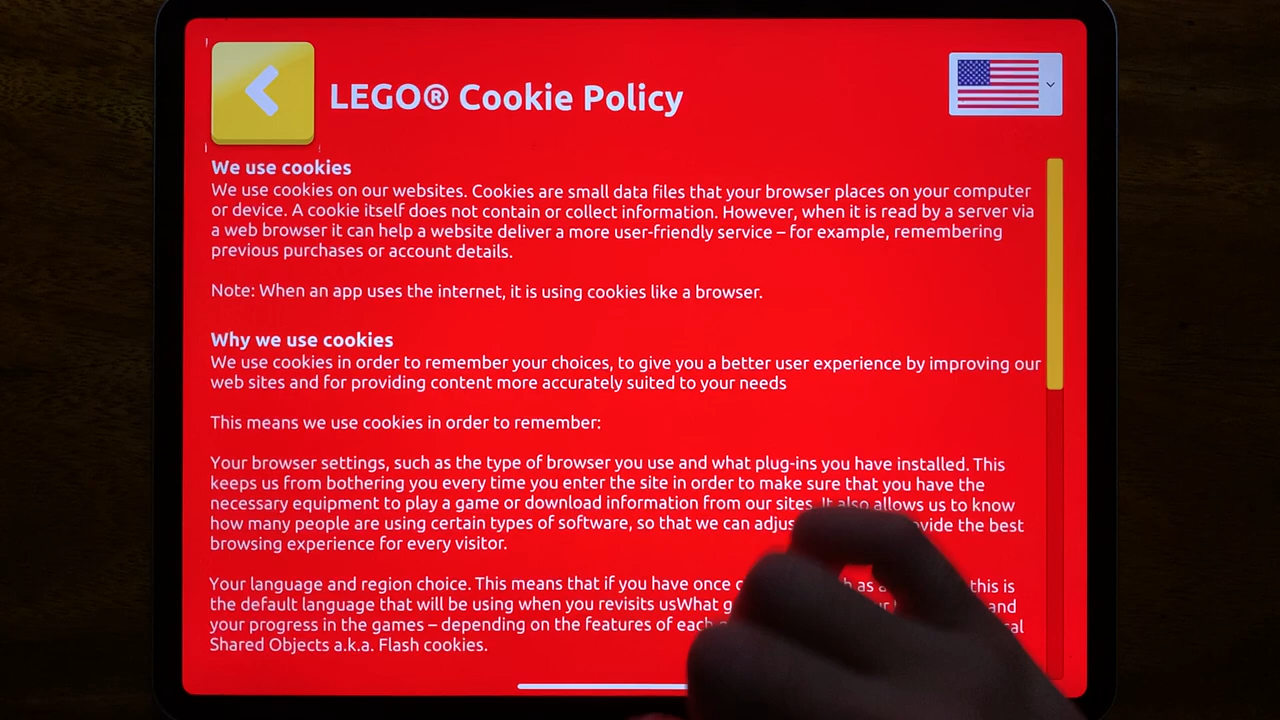 LEGO® Cookie Policy
We use cookies
We use cookies on our websites. Cookies are small data files that your browser places on your computer
or device. A cookie itself does not contain or collect information. However, when it is read by a server via
a web browser it can help a website deliver a more user-friendly service – for example, remembering
previous purchases or account details.
Note: When an app uses the internet, it is using cookies like a browser.
Why we use cookies
We use cookies in order to remember your choices, to give you a better user experience by improving our
web sites and for providing content more accurately suited to your needs
This means we use cookies in order to remember:
Your browser settings, such as the type of browser you use and what plug-ins you have installed. This
keeps us from bothering you every time you enter the site in order to make sure that you have the
necessary equipment to play a game or download information from our sites. It also allows us to know
how many people are using certain types of software, so that we can the best
browsing experience for every visitor.
Your language and region choice. This means that if you have once as this is
the default language that will be using when you revisits usWhat and
your progress in the games – depending on the features of each
Shared Objects a.k.a. Flash cookies.